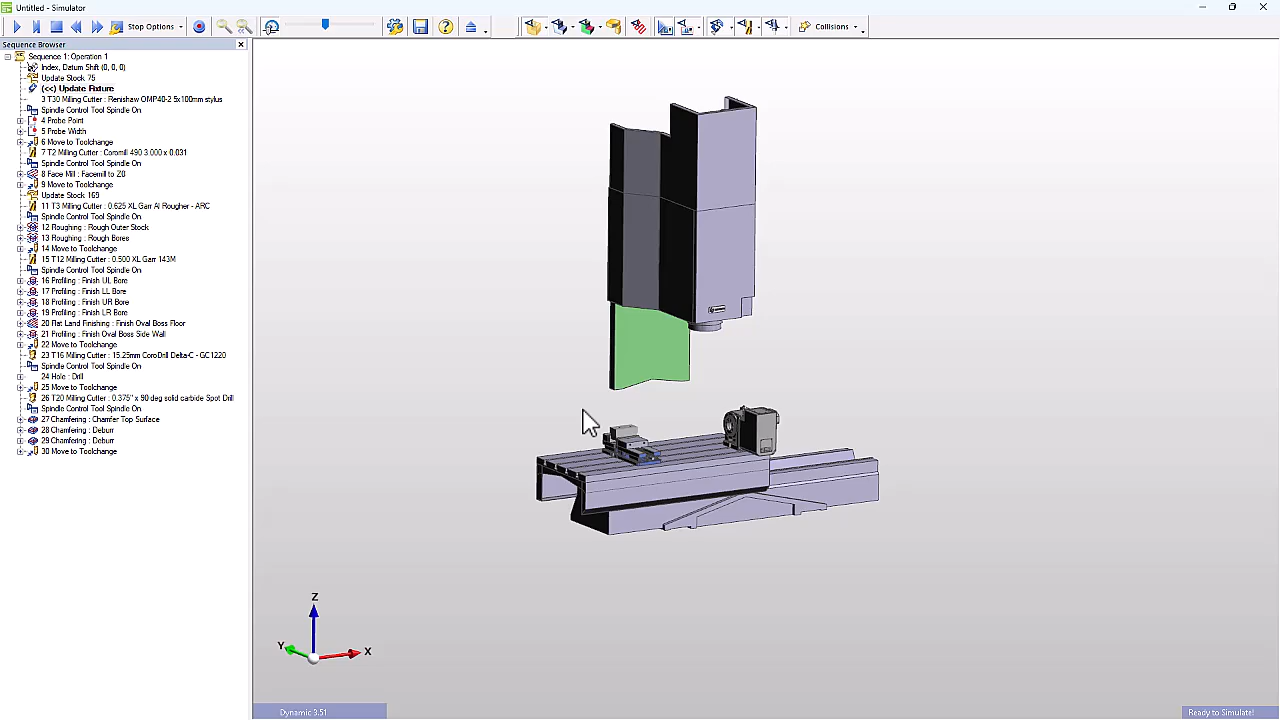 Untitled - Simulator
Stop Options
Collisions
Sequence Browser
Sequence 1: Operation 1
Index, Datum Shift (0, 0, 0)
Update Stock 75
(<<) Update Fixture
3 T30 Milling Cutter : Renishaw OMP40-2 5x100mm stylus
Spindle Control Tool Spindle On
4 Probe Point
5 Probe Width
6 Move to Toolchange
7 T2 Milling Cutter : Coromill 490 3.000 x 0.031
Spindle Control Tool Spindle On
8 Face Mill : Facemill to Z0
9 Move to Toolchange
Update Stock 169
11 T3 Milling Cutter : 0.625 XL Garr Al Rougher - ARC
Spindle Control Tool Spindle On
12 Roughing : Rough Outer Stock
13 Roughing : Rough Bores
14 Move to Toolchange
15 T12 Milling Cutter : 0.500 XL Garr 143M
Spindle Control Tool Spindle On
16 Profiling : Finish UL Bore
17 Profiling : Finish LL Bore
18 Profiling : Finish UR Bore
19 Profiling : Finish LR Bore
20 Flat Land Finishing : Finish Oval Boss Floor
21 Profiling : Finish Oval Boss Side Wall
22 Move to Toolchange
23 T16 Milling Cutter : 15.25mm CoroDrill Delta-C - GC1220
Spindle Control Tool Spindle On
24 Hole : Drill
25 Move to Toolchange
26 T20 Milling Cutter : 0.375" x 90 deg solid carbide Spot Drill
Spindle Control Tool Spindle On
27 Chamfering : Chamfer Top Surface
28 Chamfering : Deburr
29 Chamfering : Deburr
30 Move to Toolchange
Z
Y
X
Dynamic 3.51
Ready to Simulate!